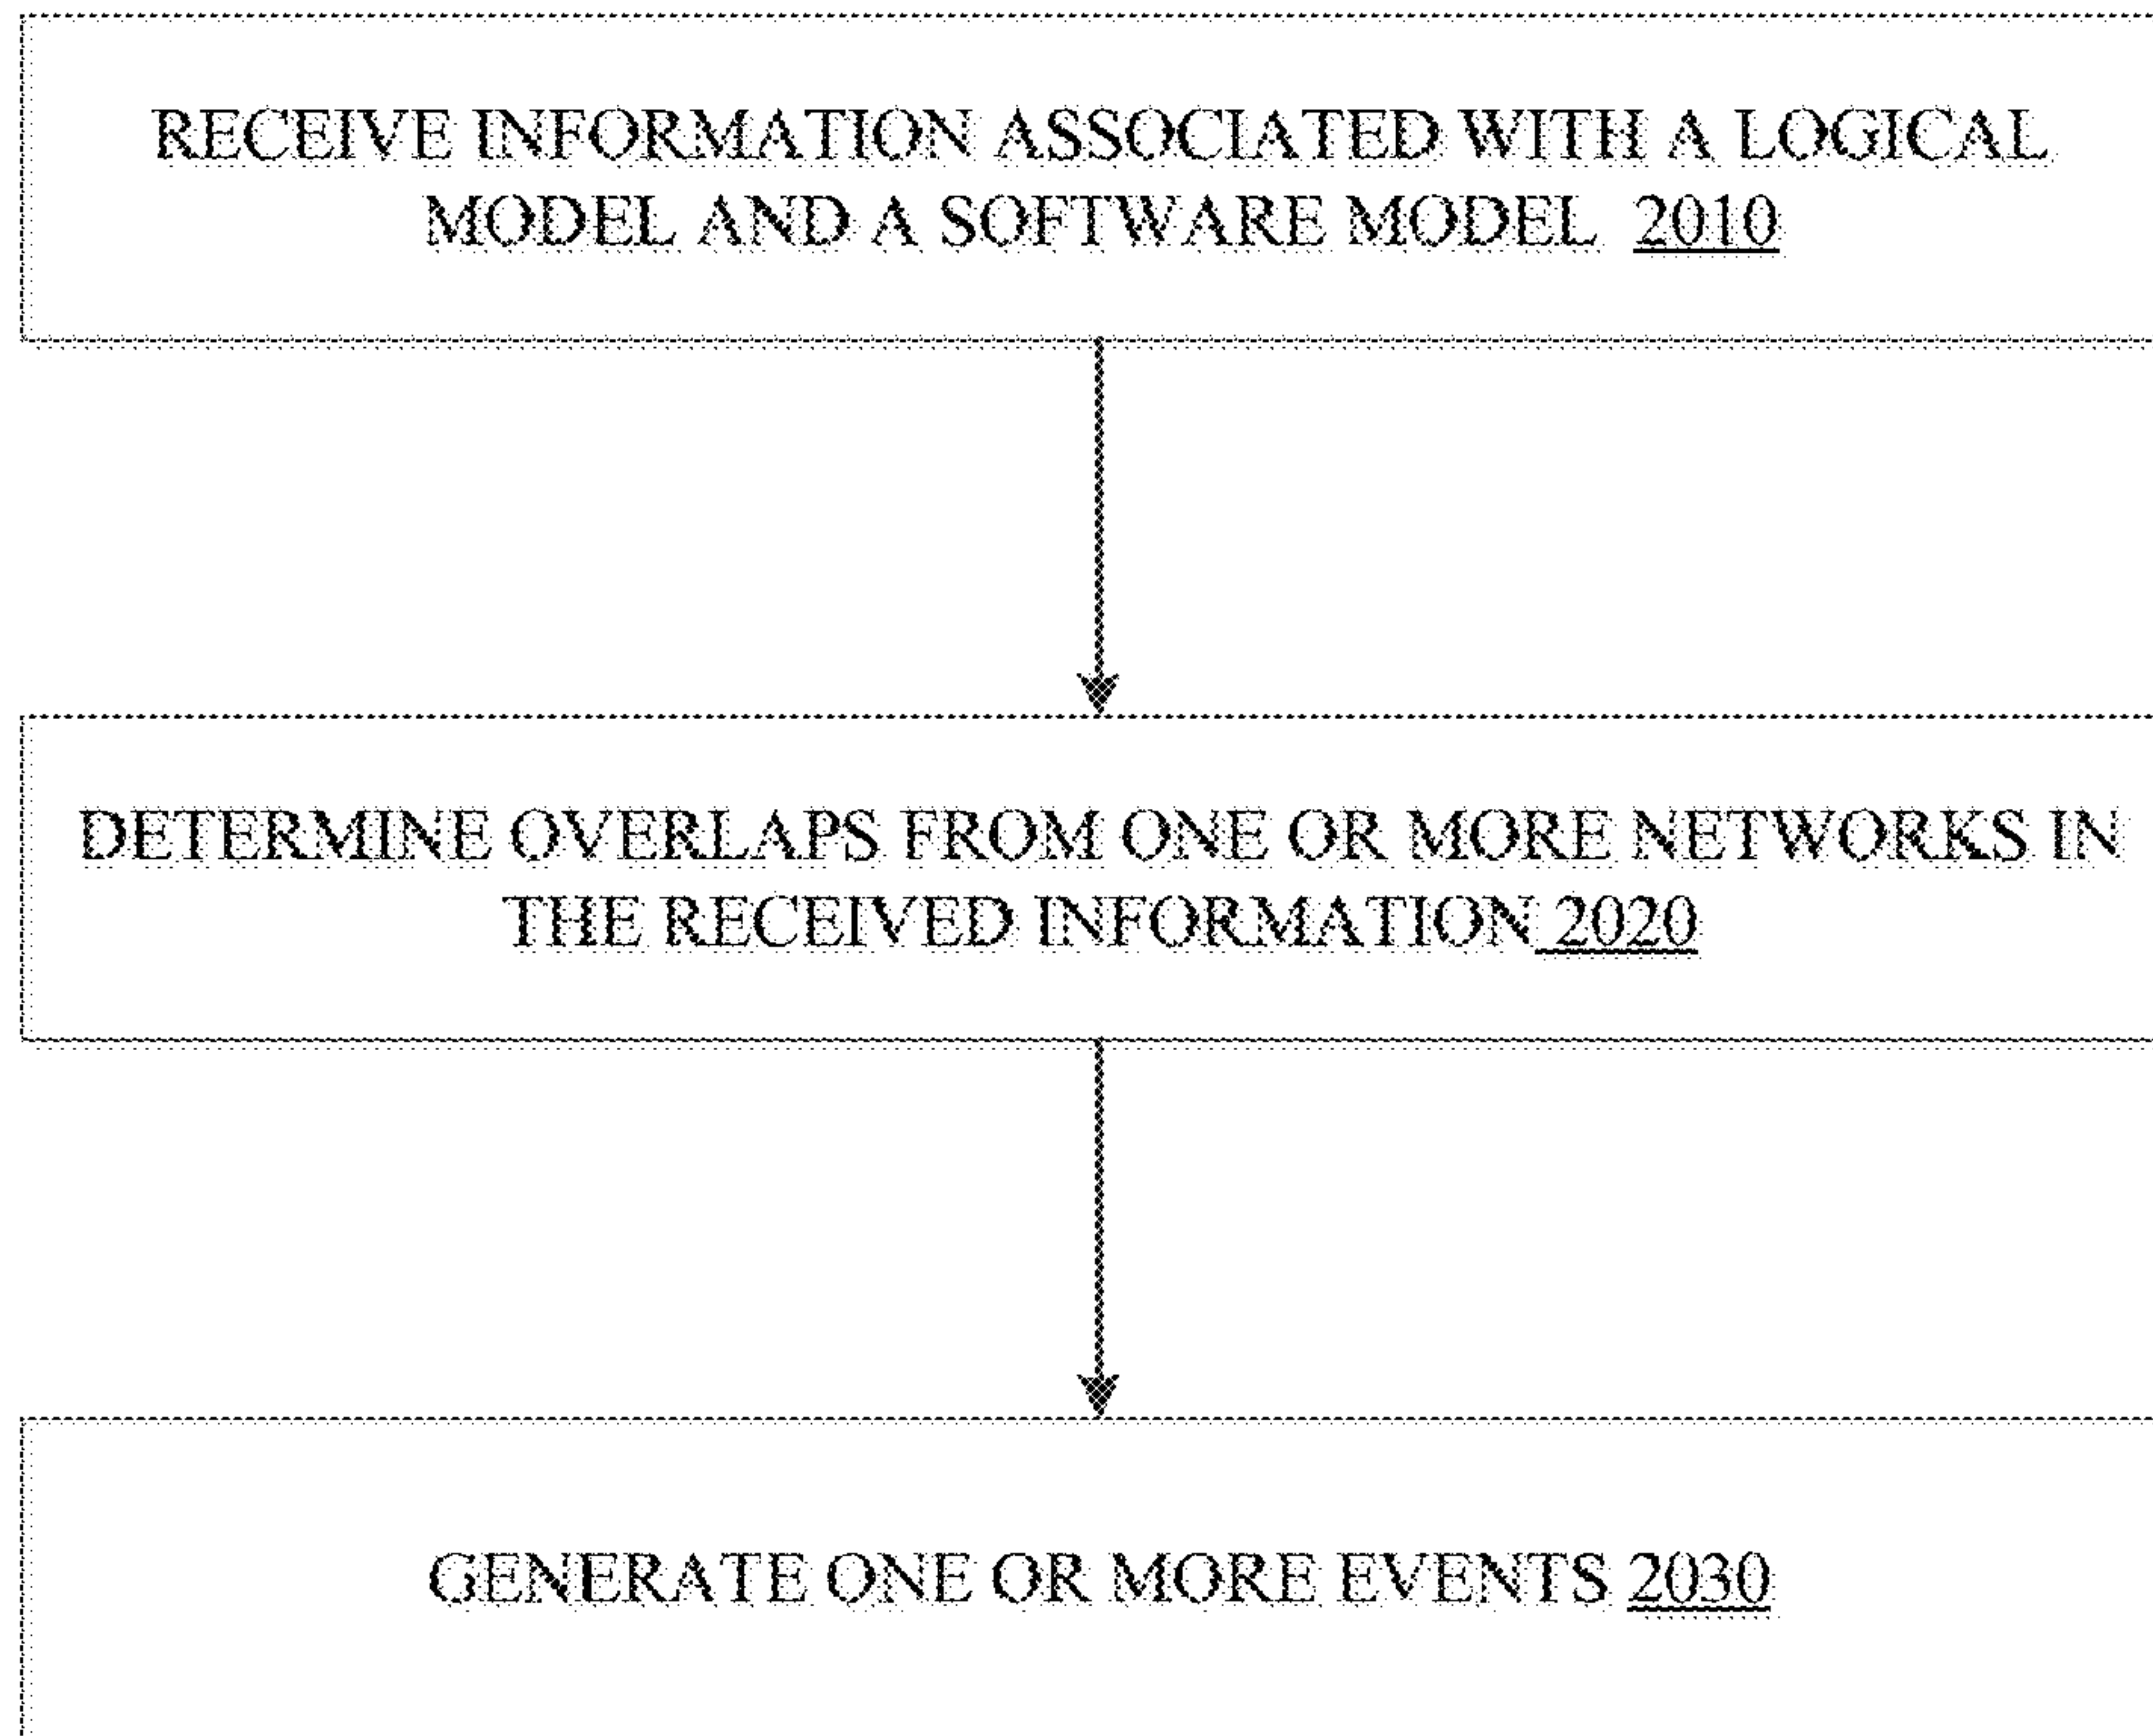 RECEIVE INFORMATION ASSOCIATED WITH A LOGICAL
MODEL AND A SOFTWARE MODEL 2010
DETERMINE OVERLAPS FROM ONE OR MORE NETWORKS IN
THE RECEIVED INFORMATION 2020
GENERATE ONE OR MORE EVENTS 2030